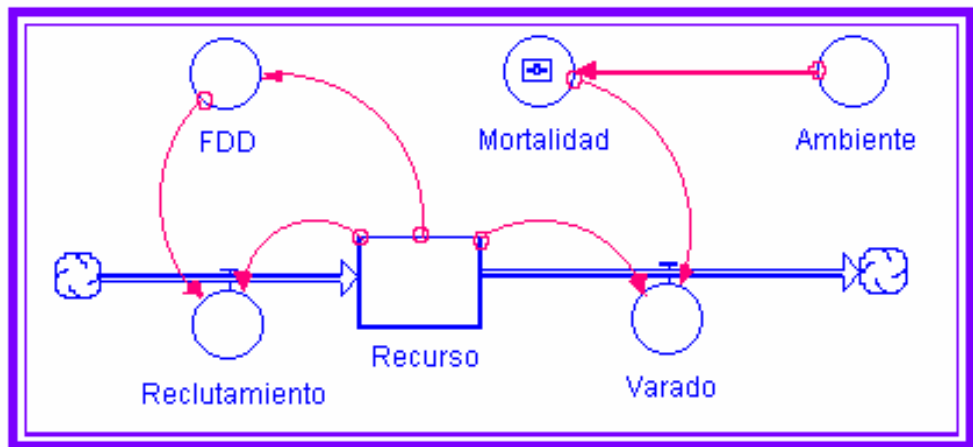 FDD
Mortalidad
Ambiente
Recurso
Reclutamiento
Varado